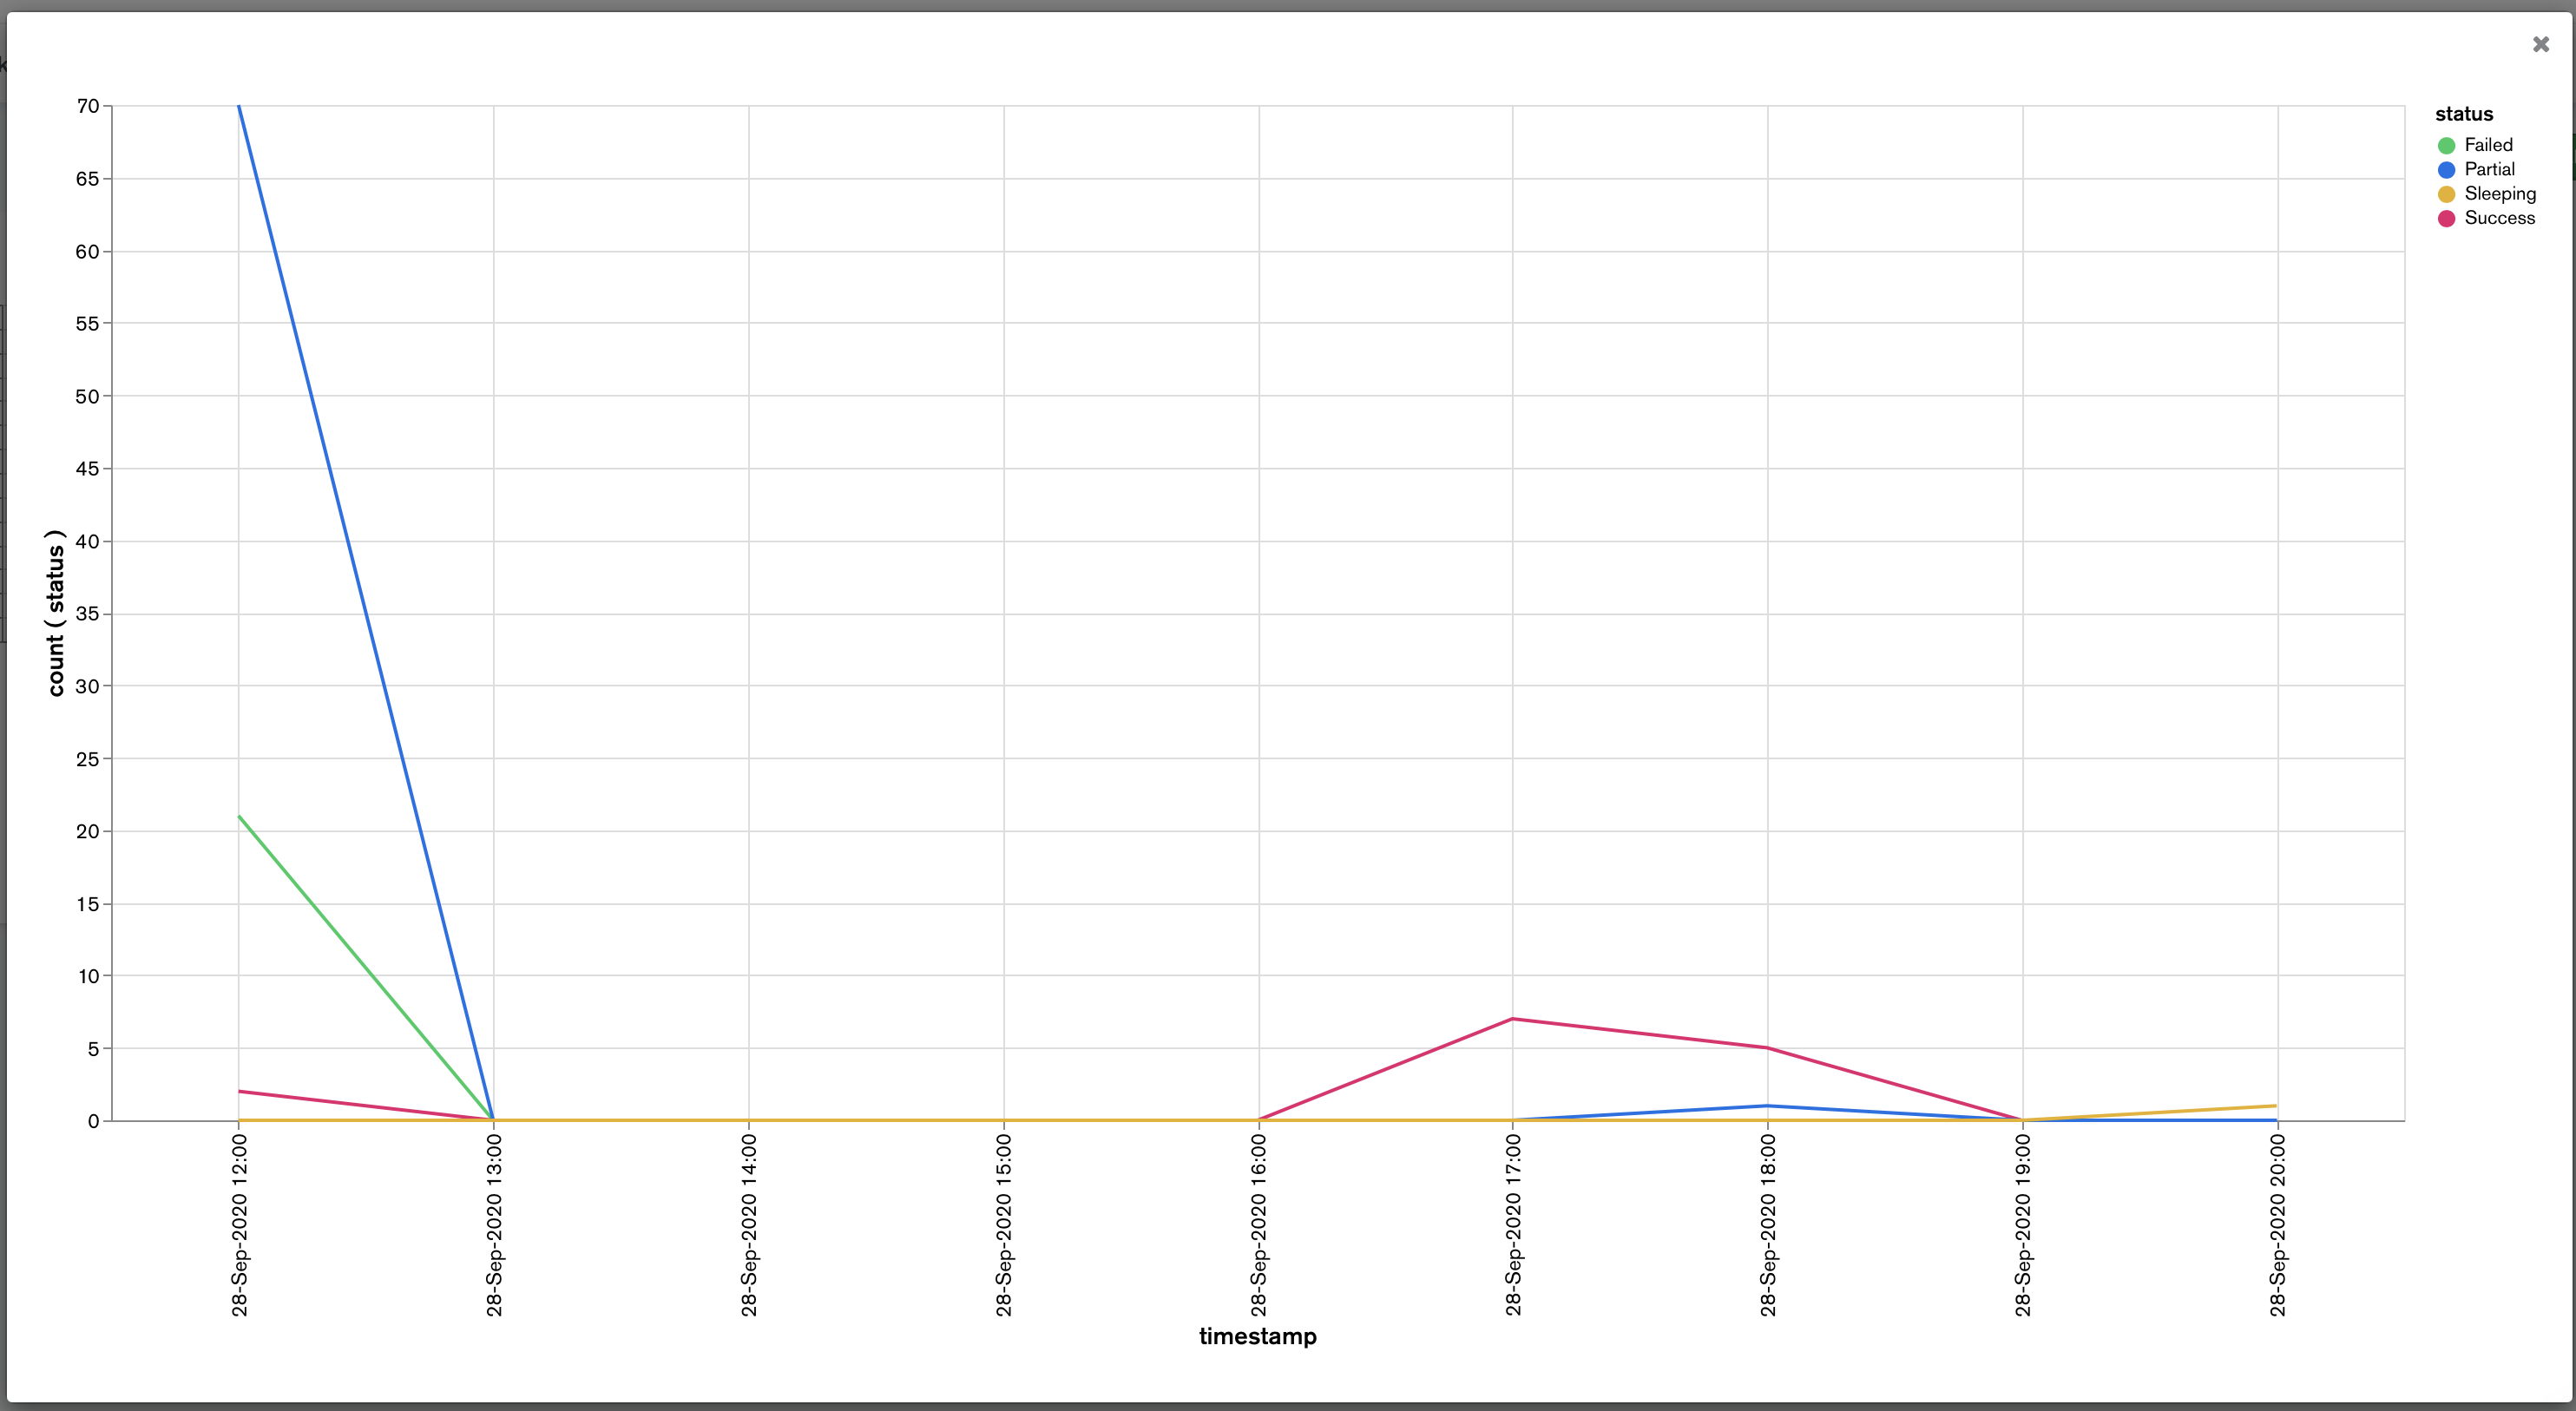 70
65
60
55
50
45
40
35
30
25
20
15
10
5
0
count ( status )
28-Sep-2020 12:00
28-Sep-2020 13:00
28-Sep-2020 14:00
28-Sep-2020 15:00
28-Sep-2020 16:00
28-Sep-2020 17:00
28-Sep-2020 18:00
28-Sep-2020 19:00
28-Sep-2020 20:00
timestamp
status
Failed
Partial
Sleeping
Success